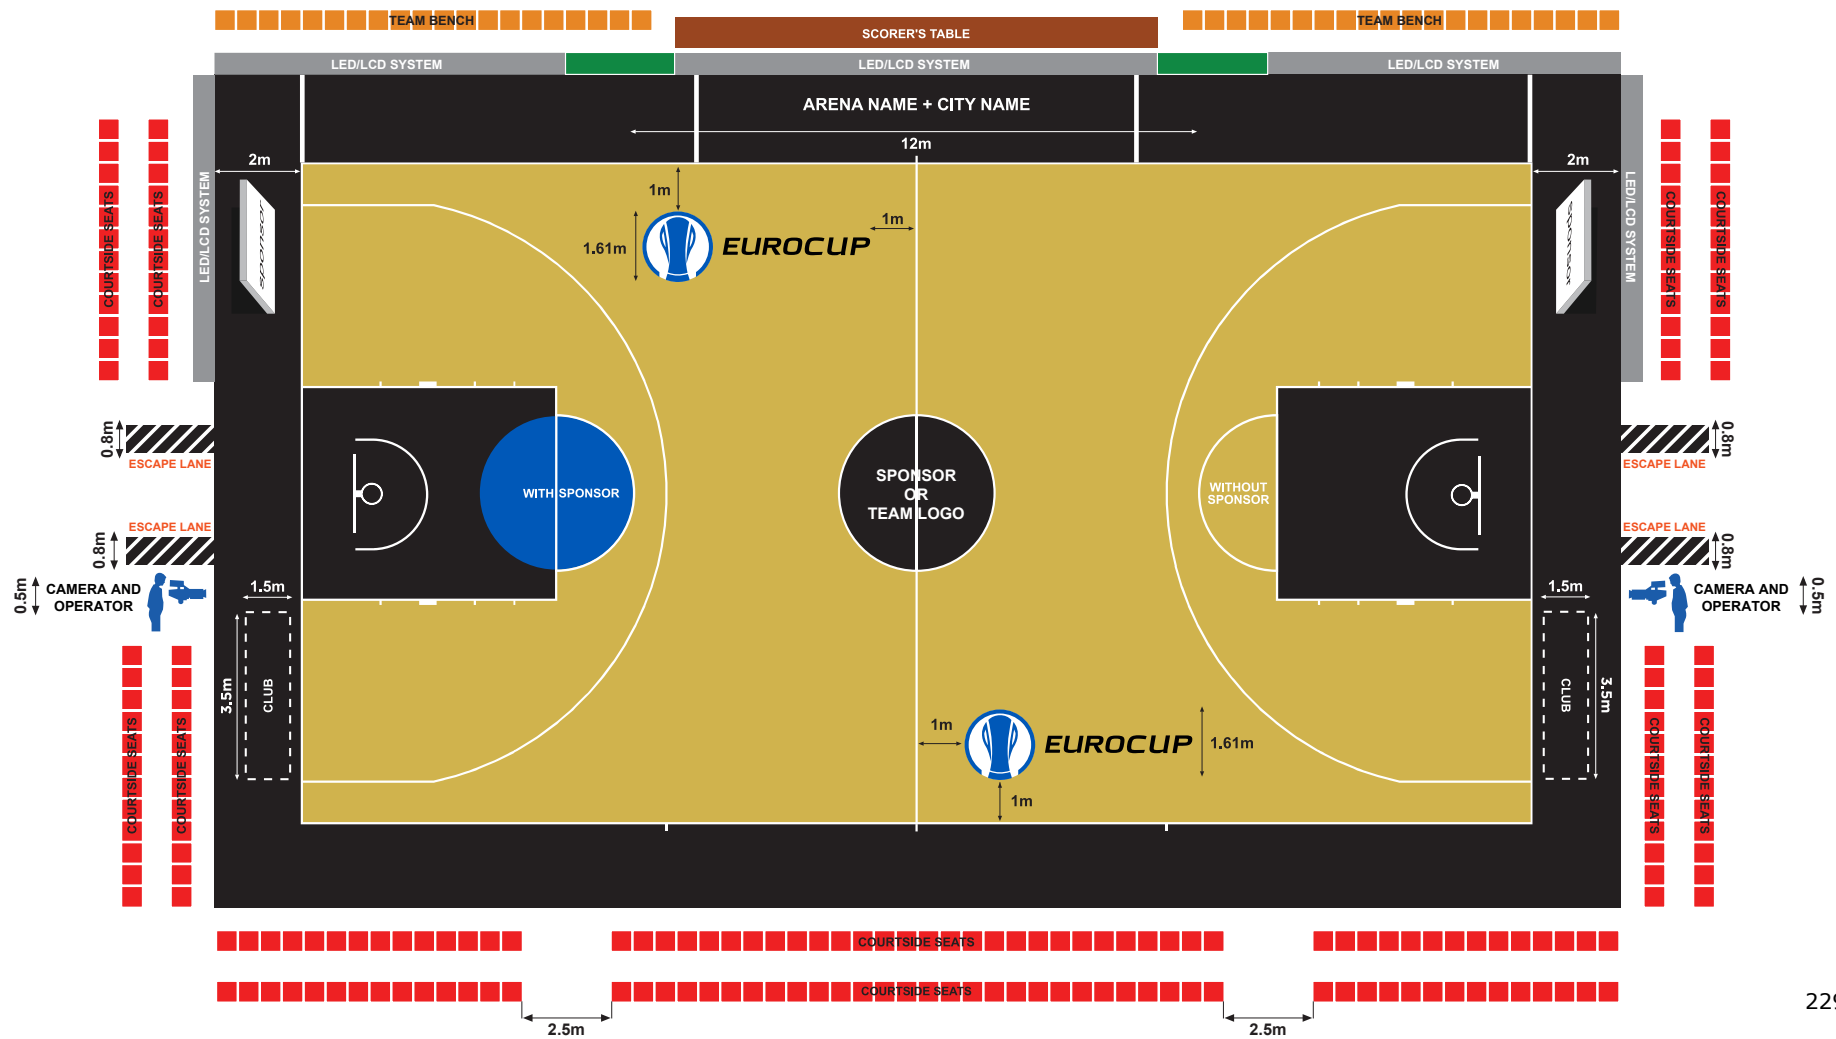 TEAM BENCH
TEAM BENCH
SCORER'S TABLE
LED/LCD SYSTEM
LED/LCD SYSTEM
LED/LCD SYSTEM
ARENA NAME + CITY NAME
12m
2m
2m
LED/LCD SYSTEM
LED/LCD SYSTEM
COURTSIDE SEATS
COURTSIDE SEATS
COURTSIDE SEATS
COURTSIDE SEATS
sponsor
sponsor
1m
1m
1.61m
EUROCUP
0.8m
ESCAPE LANE
0.8m
ESCAPE LANE
WITH SPONSOR
SPONSOR
OR
TEAM LOGO
WITHOUT
SPONSOR
ESCAPE LANE
0.8m
ESCAPE LANE
0.8m
0.5m
CAMERA AND
OPERATOR
1.5m
1.5m
CAMERA AND
OPERATOR
0.5m
3.5m
CLUB
CLUB
3.5m
1m
EUROCUP
1.61m
1m
COURTSIDE SEATS
COURTSIDE SEATS
COURTSIDE SEATS
COURTSIDE SEATS
COURTSIDE SEATS
COURTSIDE SEATS
2.5m
2.5m
229